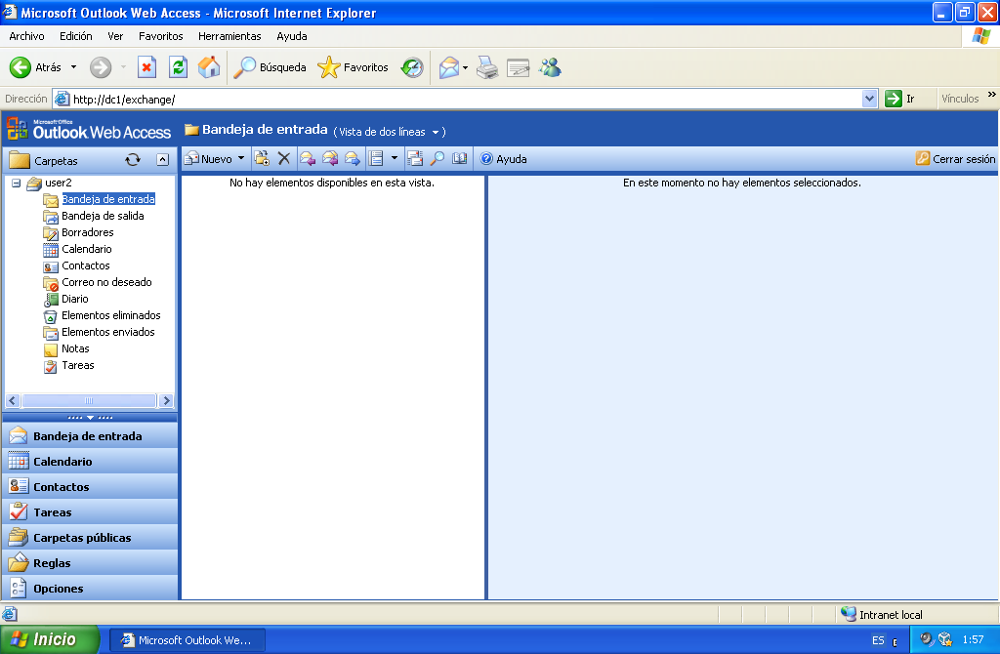 Microsoft Outlook Web Access - Microsoft Internet Explorer
Archivo Edición Ver Favoritos Herramientas Ayuda
Atrás Búsqueda Favoritos
Dirección http://dc1/exchange/ Ir Vínculos »
Microsoft Office
Outlook Web Access Bandeja de entrada (Vista de dos líneas)
Carpetas Nuevo Ayuda Cerrar sesión
user2
Bandeja de entrada
Bandeja de salida
Borradores
Calendario
Contactos
Correo no deseado
Diario
Elementos eliminados
Elementos enviados
Notas
Tareas
No hay elementos disponibles en esta vista.
En este momento no hay elementos seleccionados.
Bandeja de entrada
Calendario
Contactos
Tareas
Carpetas públicas
Reglas
Opciones
Intranet local
Inicio Microsoft Outlook We... ES 1:57